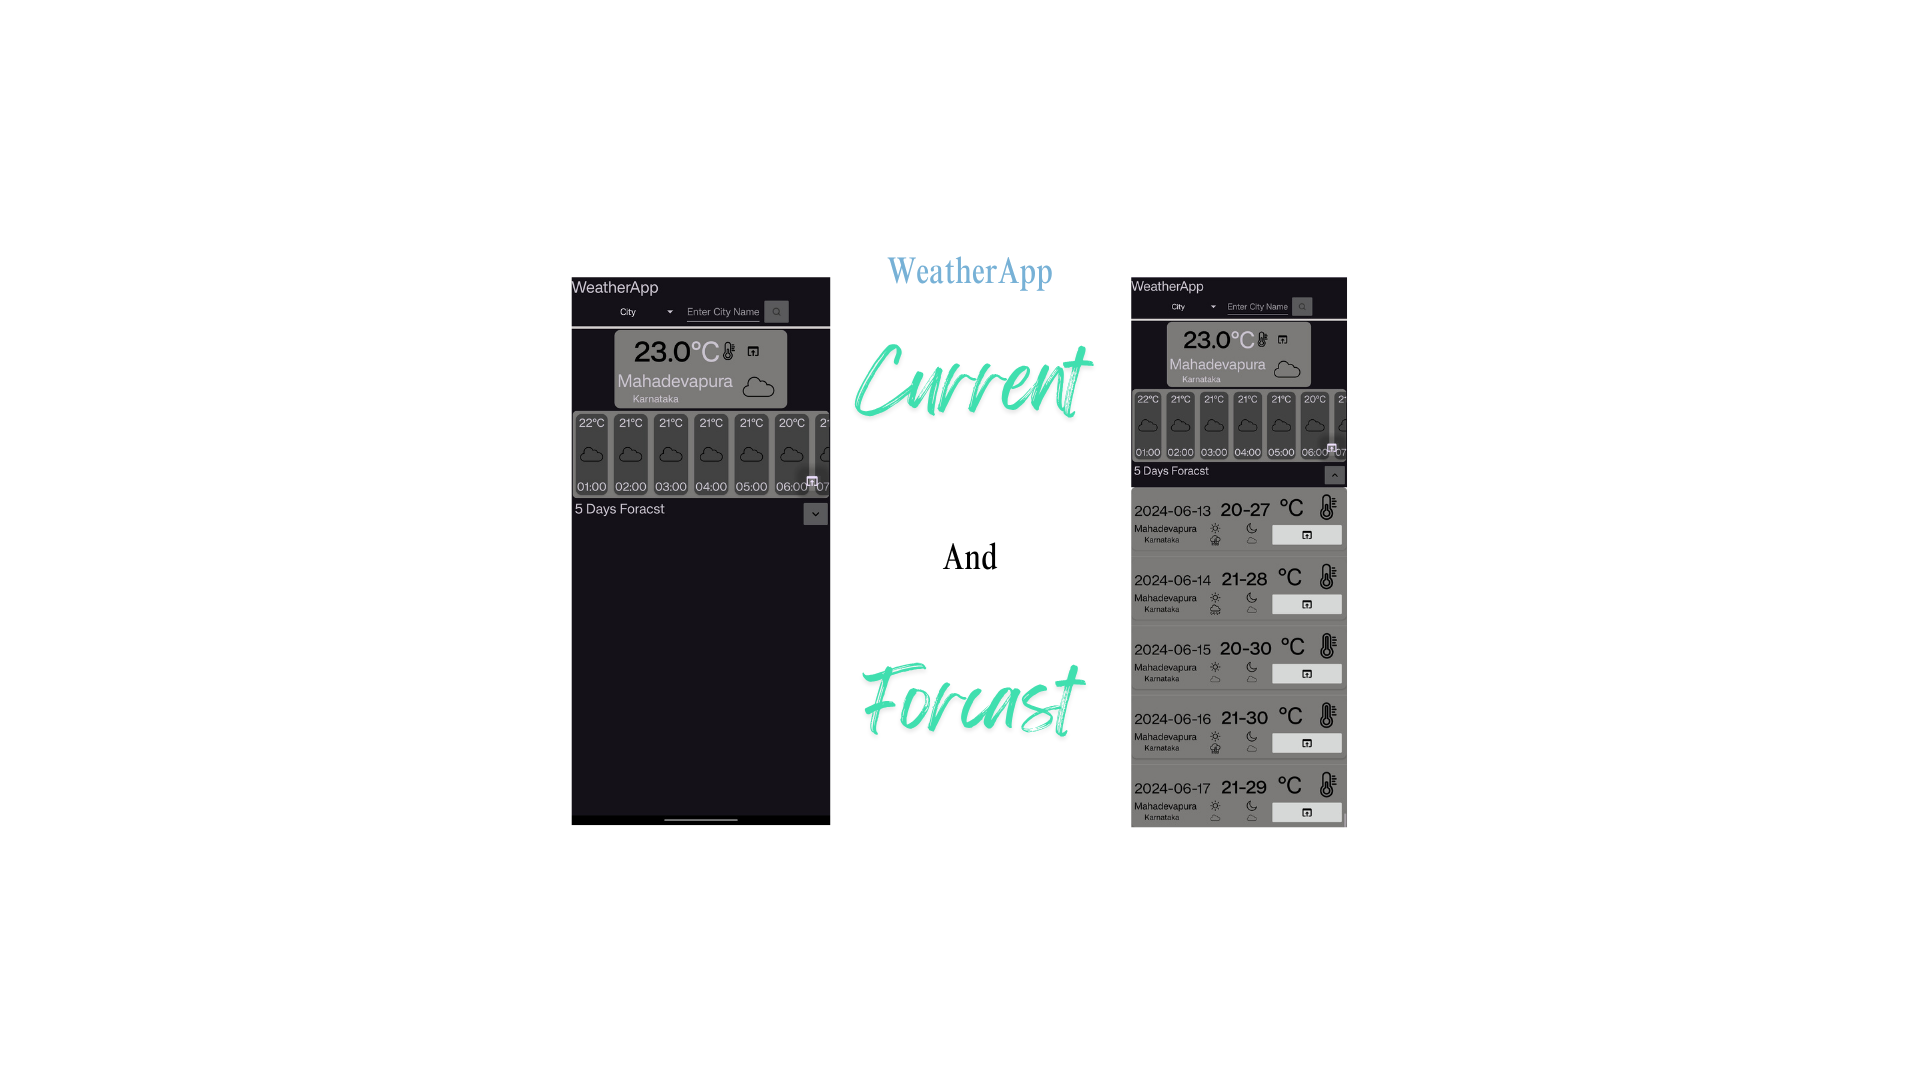 WeatherApp
City
Enter City Name
23.0°C
Mahadevapura
Karnataka
22°C 21°C 21°C 21°C 21°C 20°C 2
01:00 02:00 03:00 04:00 05:00 06:00 07
5 Days Foracst
WeatherApp
Current
And
Forcast
WeatherApp
City
Enter City Name
23.0°C
Mahadevapura
Karnataka
22°C 21°C 21°C 21°C 21°C 20°C 2
01:00 02:00 03:00 04:00 05:00 06:00 07
5 Days Foracst
2024-06-13 20-27 °C
Mahadevapura
Karnataka
2024-06-14 21-28 °C
Mahadevapura
Karnataka
2024-06-15 20-30 °C
Mahadevapura
Karnataka
2024-06-16 21-30 °C
Mahadevapura
Karnataka
2024-06-17 21-29 °C
Mahadevapura
Karnataka